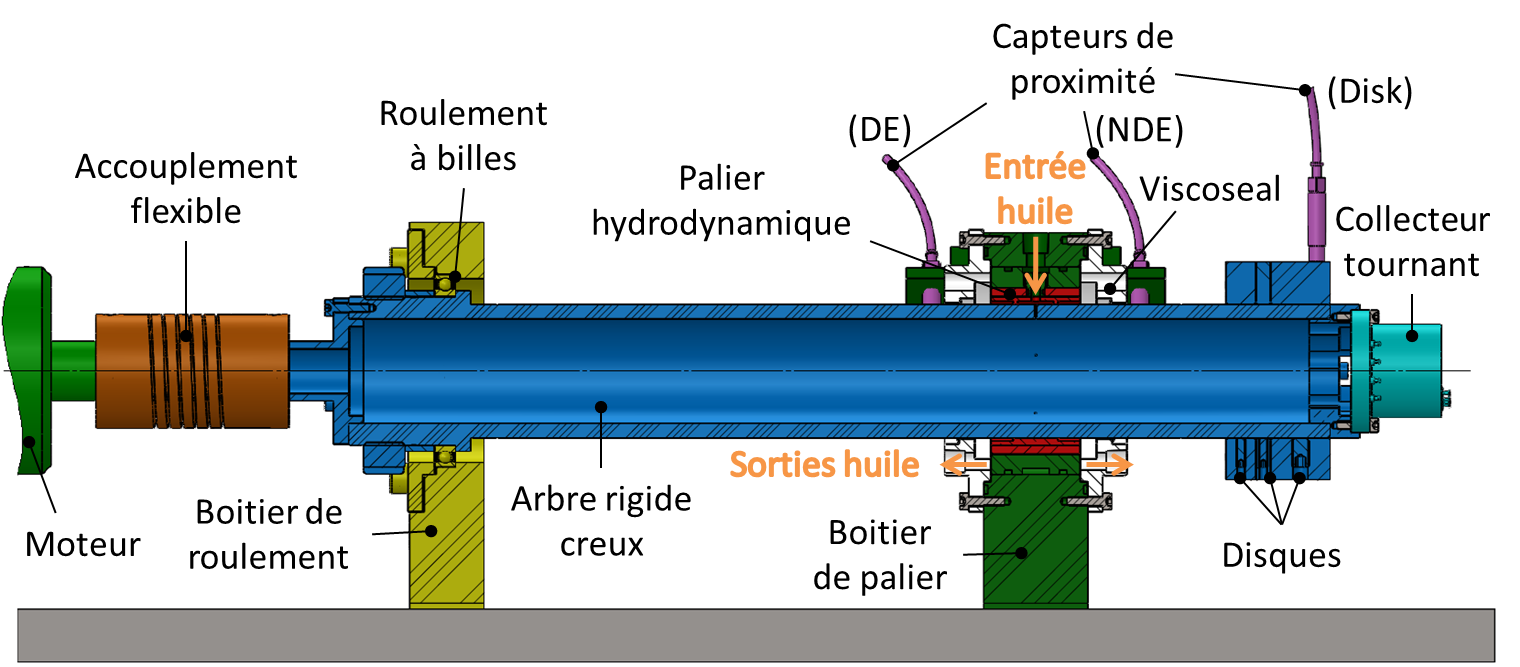 Capteurs de
proximité
(Disk)
(DE)
(NDE)
Roulement
à billes
Accouplement
flexible
Palier
hydrodynamique
Entrée
huile
Viscoseal
Collecteur
tournant
Sorties huile
Moteur
Boitier de
roulement
Arbre rigide
creux
Boitier
de palier
Disques